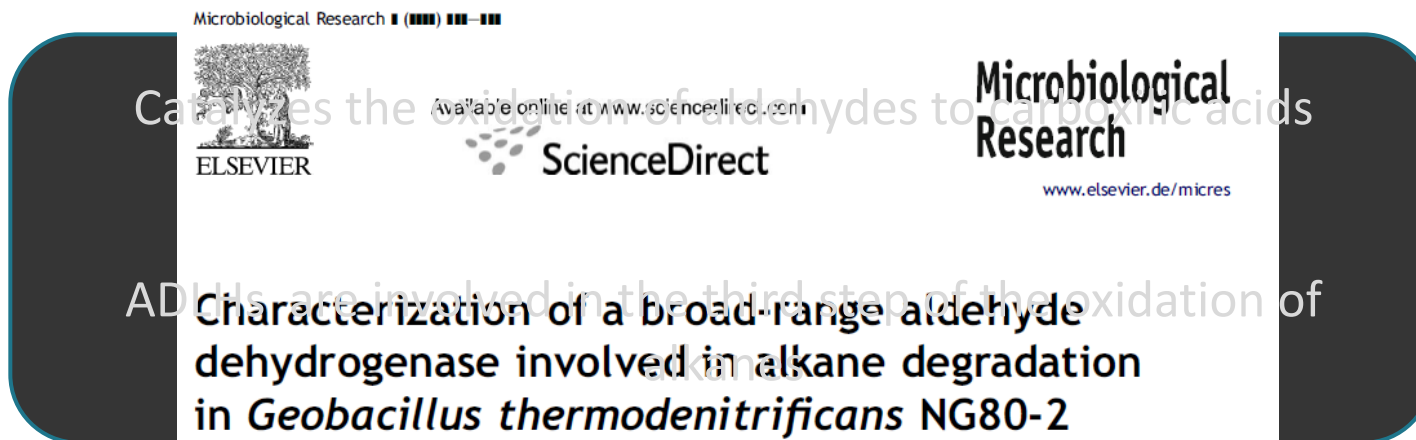 Microbiological Research ▮ (▮▮▮▮) ▮▮▮–▮▮▮
Catalyzes the oxidation of aldehydes to carboxilic acids
Available online at www.sciencedirect.com
Microbiological
Research
ELSEVIER
ScienceDirect
www.elsevier.de/micres
ADLHs are involved in the third step of the oxidation of
alkanes
Characterization of a broad-range aldehyde
dehydrogenase involved in alkane degradation
in Geobacillus thermodenitrificans NG80-2